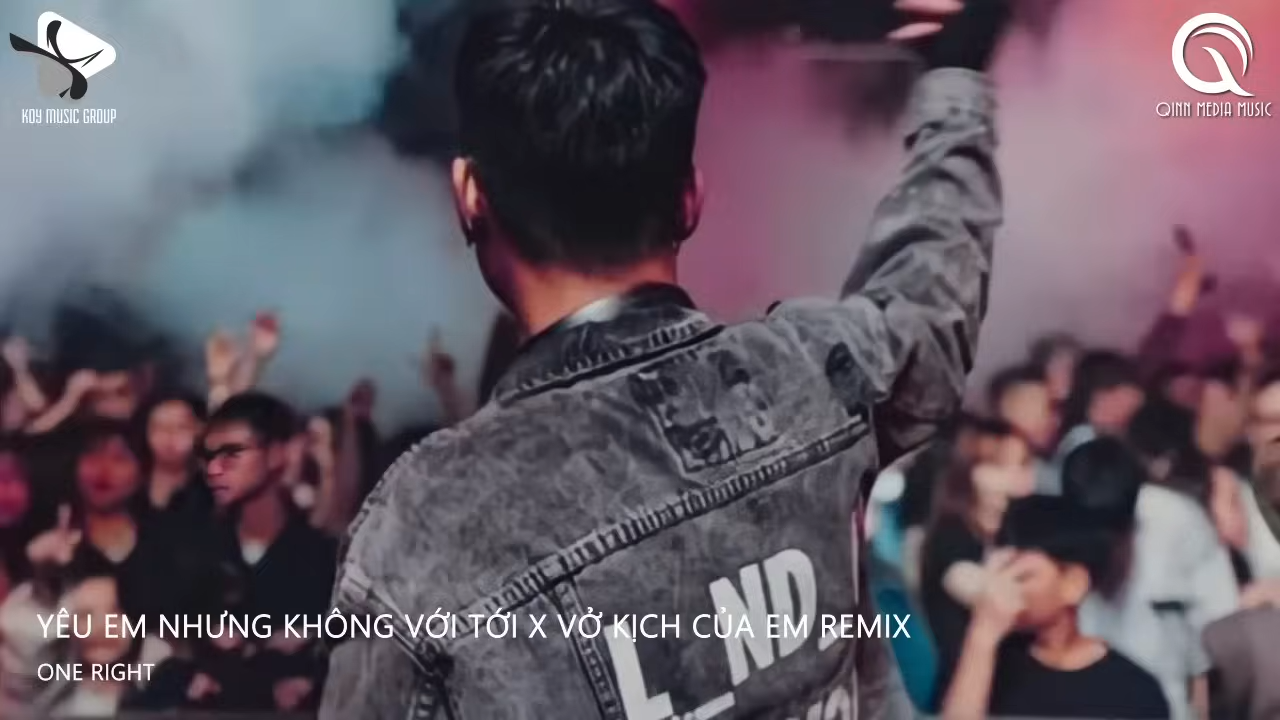 KOY MUSIC GROUP
QINN MEDIA MUSIC
L_ND_
YÊU EM NHƯNG KHÔNG VỚI TỚI X VỞ KỊCH CỦA EM REMIX
ONE RIGHT